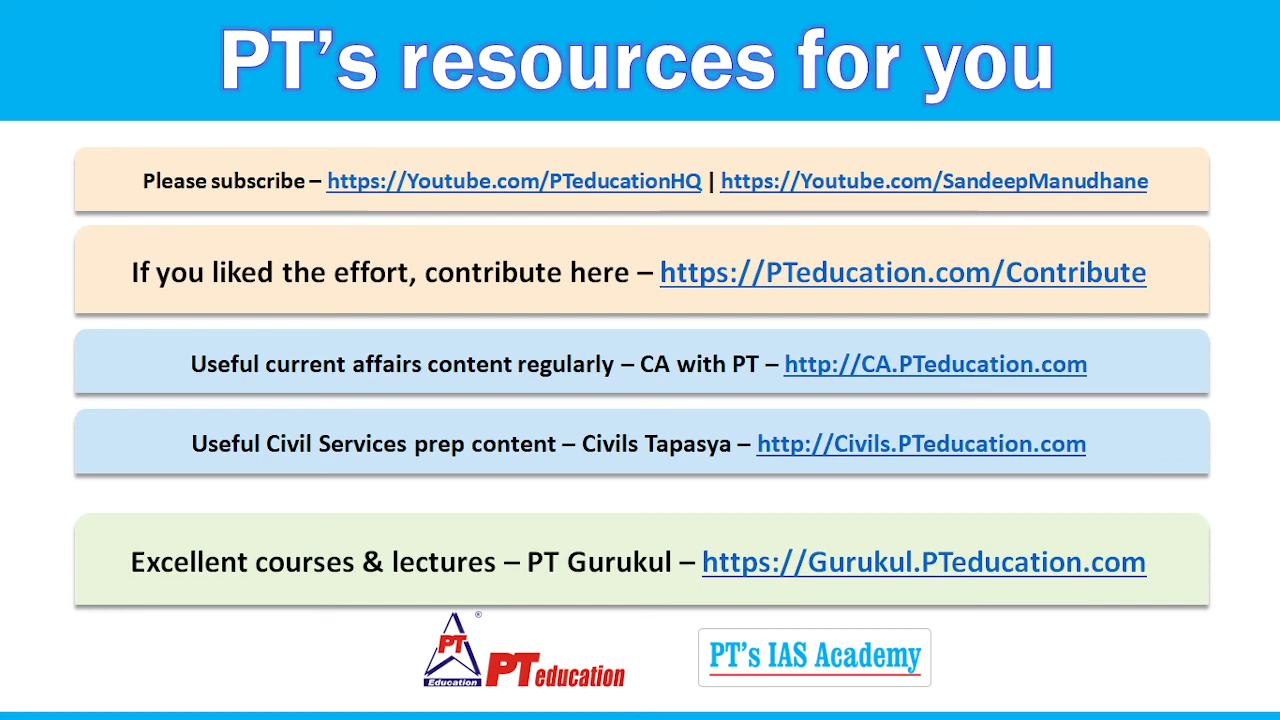 PT's resources for you
Please subscribe – https://Youtube.com/PTeducationHQ | https://Youtube.com/SandeepManudhane
If you liked the effort, contribute here – https://PTeducation.com/Contribute
Useful current affairs content regularly – CA with PT – http://CA.PTeducation.com
Useful Civil Services prep content – Civils Tapasya – http://Civils.PTeducation.com
Excellent courses & lectures – PT Gurukul – https://Gurukul.PTeducation.com
PT ®
Education
PT education
PT's IAS Academy